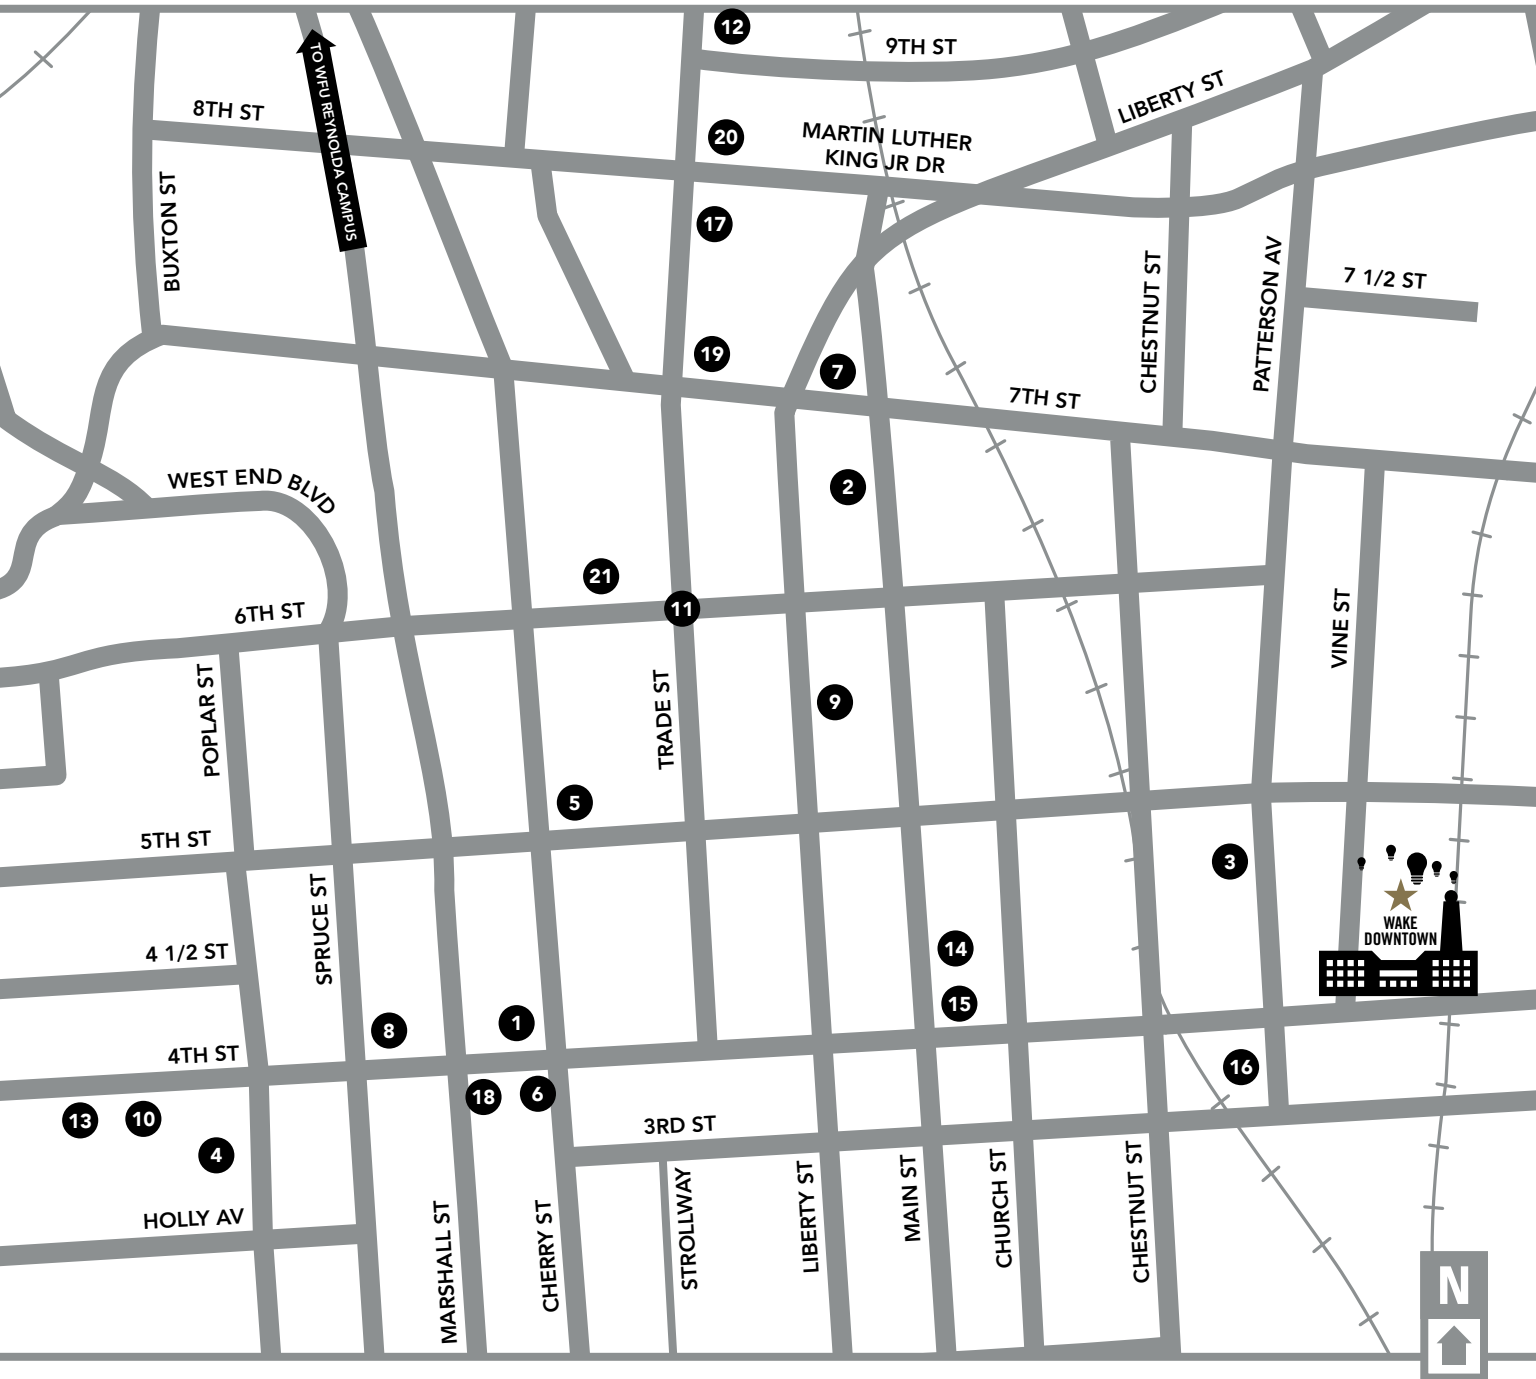 12
9TH ST
LIBERTY ST
TO WFU REYNOLDA CAMPUS
8TH ST
20
MARTIN LUTHER
KING JR DR
BUXTON ST
17
CHESTNUT ST
PATTERSON AV
7 1/2 ST
19
7
7TH ST
WEST END BLVD
2
21
11
6TH ST
VINE ST
POPLAR ST
TRADE ST
9
5
5TH ST
3
SPRUCE ST
WAKE
DOWNTOWN
4 1/2 ST
14
15
8
1
4TH ST
16
18
6
13
10
4
3RD ST
HOLLY AV
MARSHALL ST
CHERRY ST
STROLLWAY
LIBERTY ST
MAIN ST
CHURCH ST
CHESTNUT ST
N